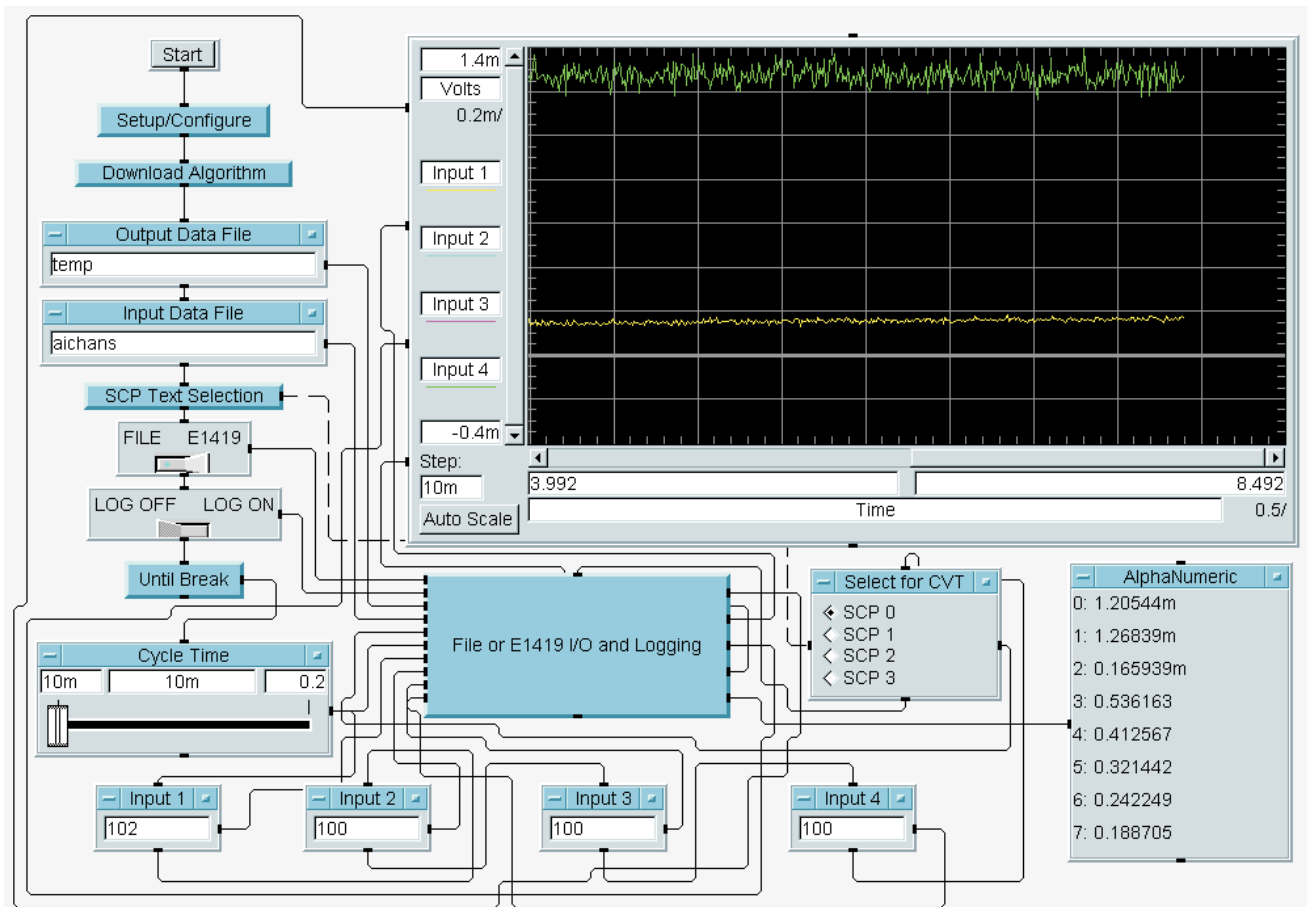 Start
Setup/Configure
Download Algorithm
Output Data File
temp
Input Data File
aichans
SCP Text Selection
FILE E1419
LOG OFF LOG ON
Until Break
Cycle Time
10m 10m 0.2
1.4m
Volts
0.2m/
Input 1
Input 2
Input 3
Input 4
-0.4m
Step:
10m
Auto Scale
3.992 8.492
Time 0.5/
File or E1419 I/O and Logging
Select for CVT
SCP 0
SCP 1
SCP 2
SCP 3
AlphaNumeric
0: 1.20544m
1: 1.26839m
2: 0.165939m
3: 0.536163
4: 0.412567
5: 0.321442
6: 0.242249
7: 0.188705
Input 1
102
Input 2
100
Input 3
100
Input 4
100